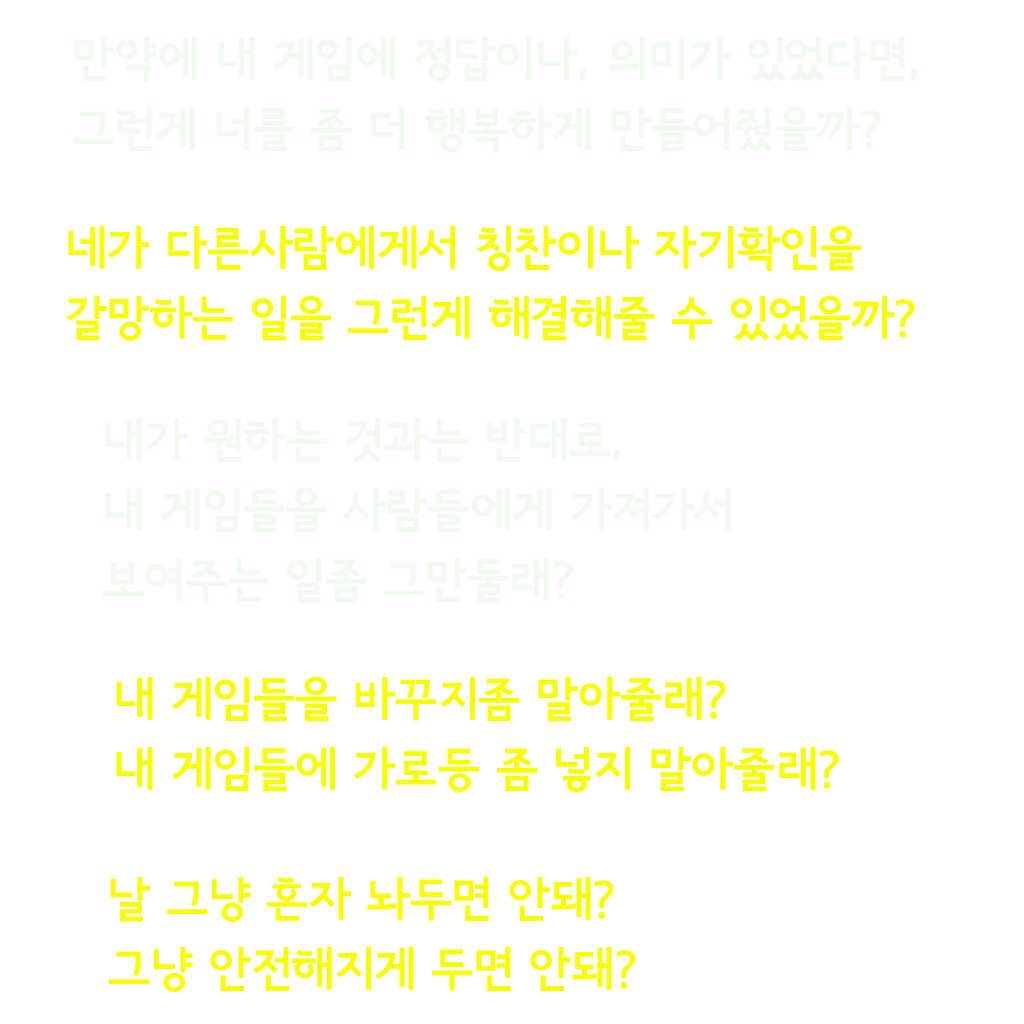 만약에 내 게임에 정답이나, 의미가 있었다면,
그런게 너를 좀 더 행복하게 만들어줬을까?
네가 다른사람에게서 칭찬이나 자기확인을
갈망하는 일을 그런게 해결해줄 수 있었을까?
내가 원하는 것과는 반대로,
내 게임들을 사람들에게 가져가서
보여주는 일좀 그만둘래?
내 게임들을 바꾸지좀 말아줄래?
내 게임들에 가로등 좀 넣지 말아줄래?
날 그냥 혼자 놔두면 안돼?
그냥 안전해지게 두면 안돼?